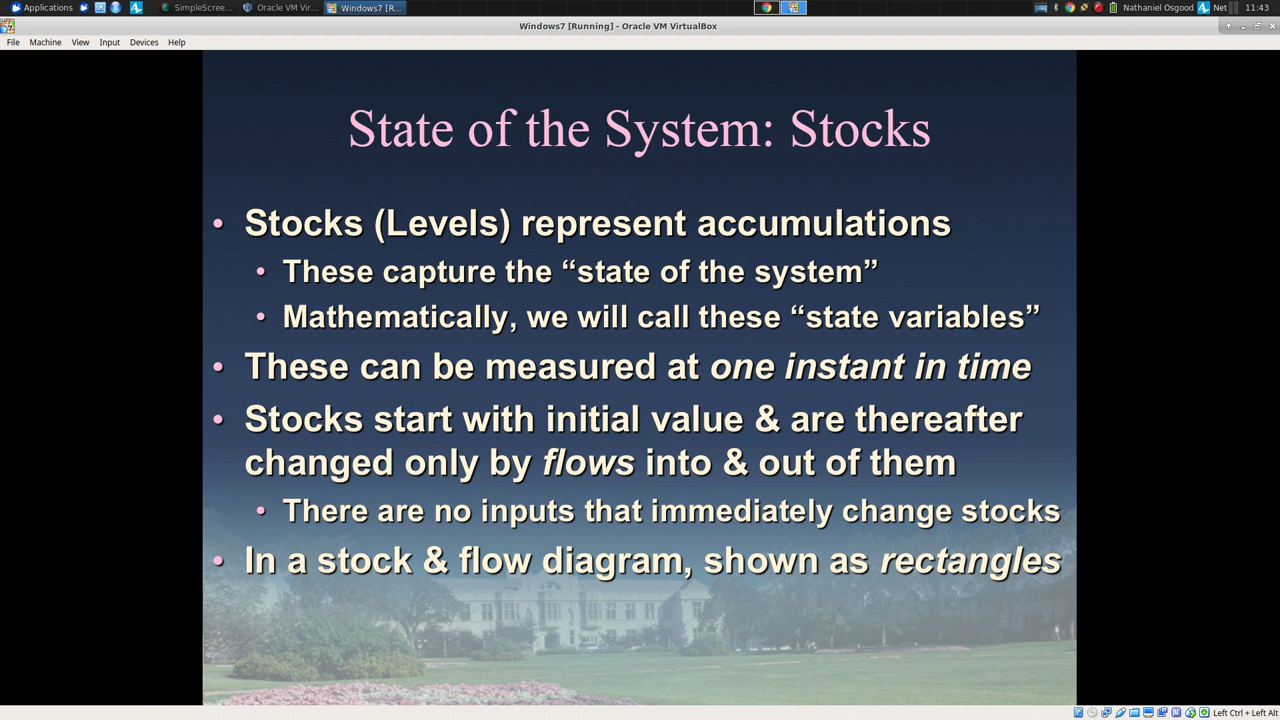 Applications
SimpleScree...
Oracle VM Vir...
Windows7 [R...
Nathaniel Osgood
Net
11:43
Windows7 [Running] - Oracle VM VirtualBox
File Machine View Input Devices Help
State of the System: Stocks
• Stocks (Levels) represent accumulations
• These capture the “state of the system”
• Mathematically, we will call these “state variables”
• These can be measured at one instant in time
• Stocks start with initial value & are thereafter
changed only by flows into & out of them
• There are no inputs that immediately change stocks
• In a stock & flow diagram, shown as rectangles
Left Ctrl + Left Alt